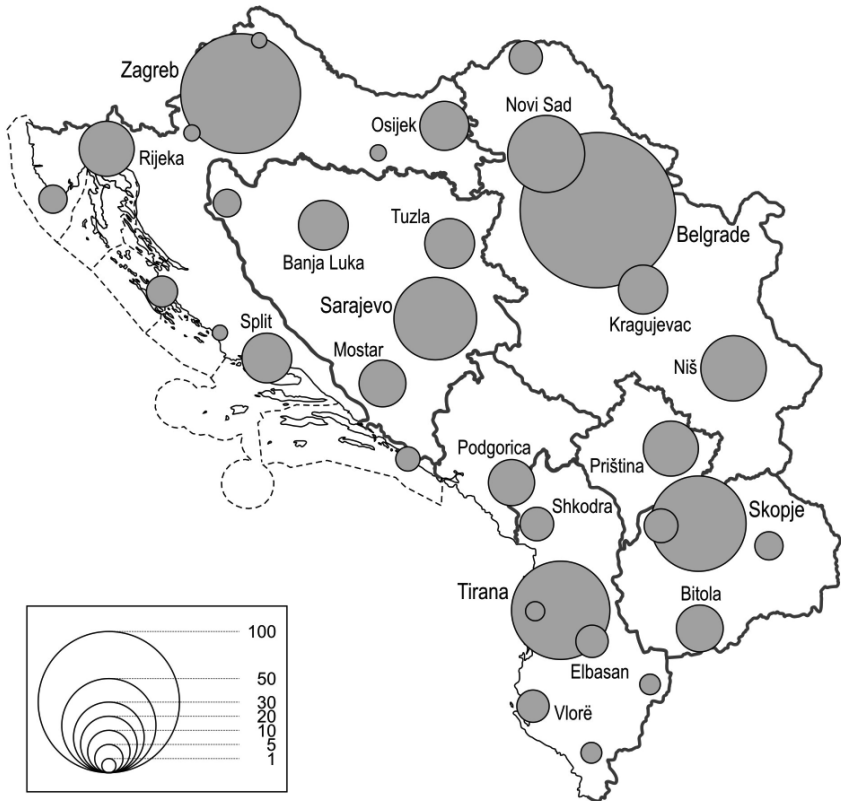 Zagreb
Novi Sad
Osijek
Rijeka
Tuzla
Belgrade
Banja Luka
Sarajevo
Split
Kragujevac
Mostar
Niš
Podgorica
Priština
Shkodra
Skopje
Tirana
Bitola
Elbasan
Vlorë
100
50
30
20
10
5
1